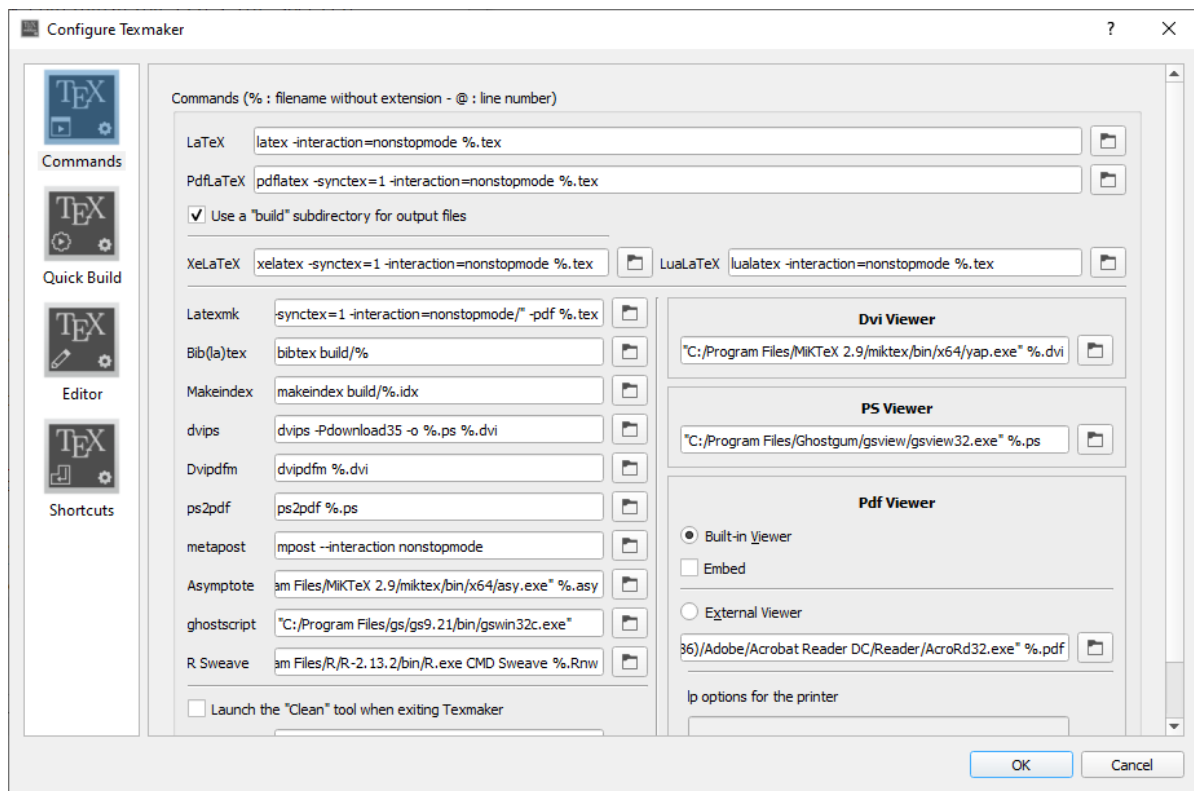 Configure Texmaker
?
Commands
Quick Build
Editor
Shortcuts
Commands (% : filename without extension - @ : line number)
LaTeX latex -interaction=nonstopmode %.tex
PdfLaTeX pdflatex -synctex=1 -interaction=nonstopmode %.tex
Use a "build" subdirectory for output files
XeLaTeX xelatex -synctex=1 -interaction=nonstopmode %.tex LuaLaTeX lualatex -interaction=nonstopmode %.tex
Latexmk -synctex=1 -interaction=nonstopmode/" -pdf %.tex
Bib(la)tex bibtex build/%
Makeindex makeindex build/%.idx
dvips dvips -Pdownload35 -o %.ps %.dvi
Dvipdfm dvipdfm %.dvi
ps2pdf ps2pdf %.ps
metapost mpost --interaction nonstopmode
Asymptote am Files/MiKTeX 2.9/miktex/bin/x64/asy.exe" %.asy
ghostscript "C:/Program Files/gs/gs9.21/bin/gswin32c.exe"
R Sweave am Files/R/R-2.13.2/bin/R.exe CMD Sweave %.Rnw
Launch the "Clean" tool when exiting Texmaker
Dvi Viewer
"C:/Program Files/MiKTeX 2.9/miktex/bin/x64/yap.exe" %.dvi
PS Viewer
"C:/Program Files/Ghostgum/gsview/gsview32.exe" %.ps
Pdf Viewer
Built-in Viewer
Embed
External Viewer
86)/Adobe/Acrobat Reader DC/Reader/AcroRd32.exe" %.pdf
lp options for the printer
OK Cancel